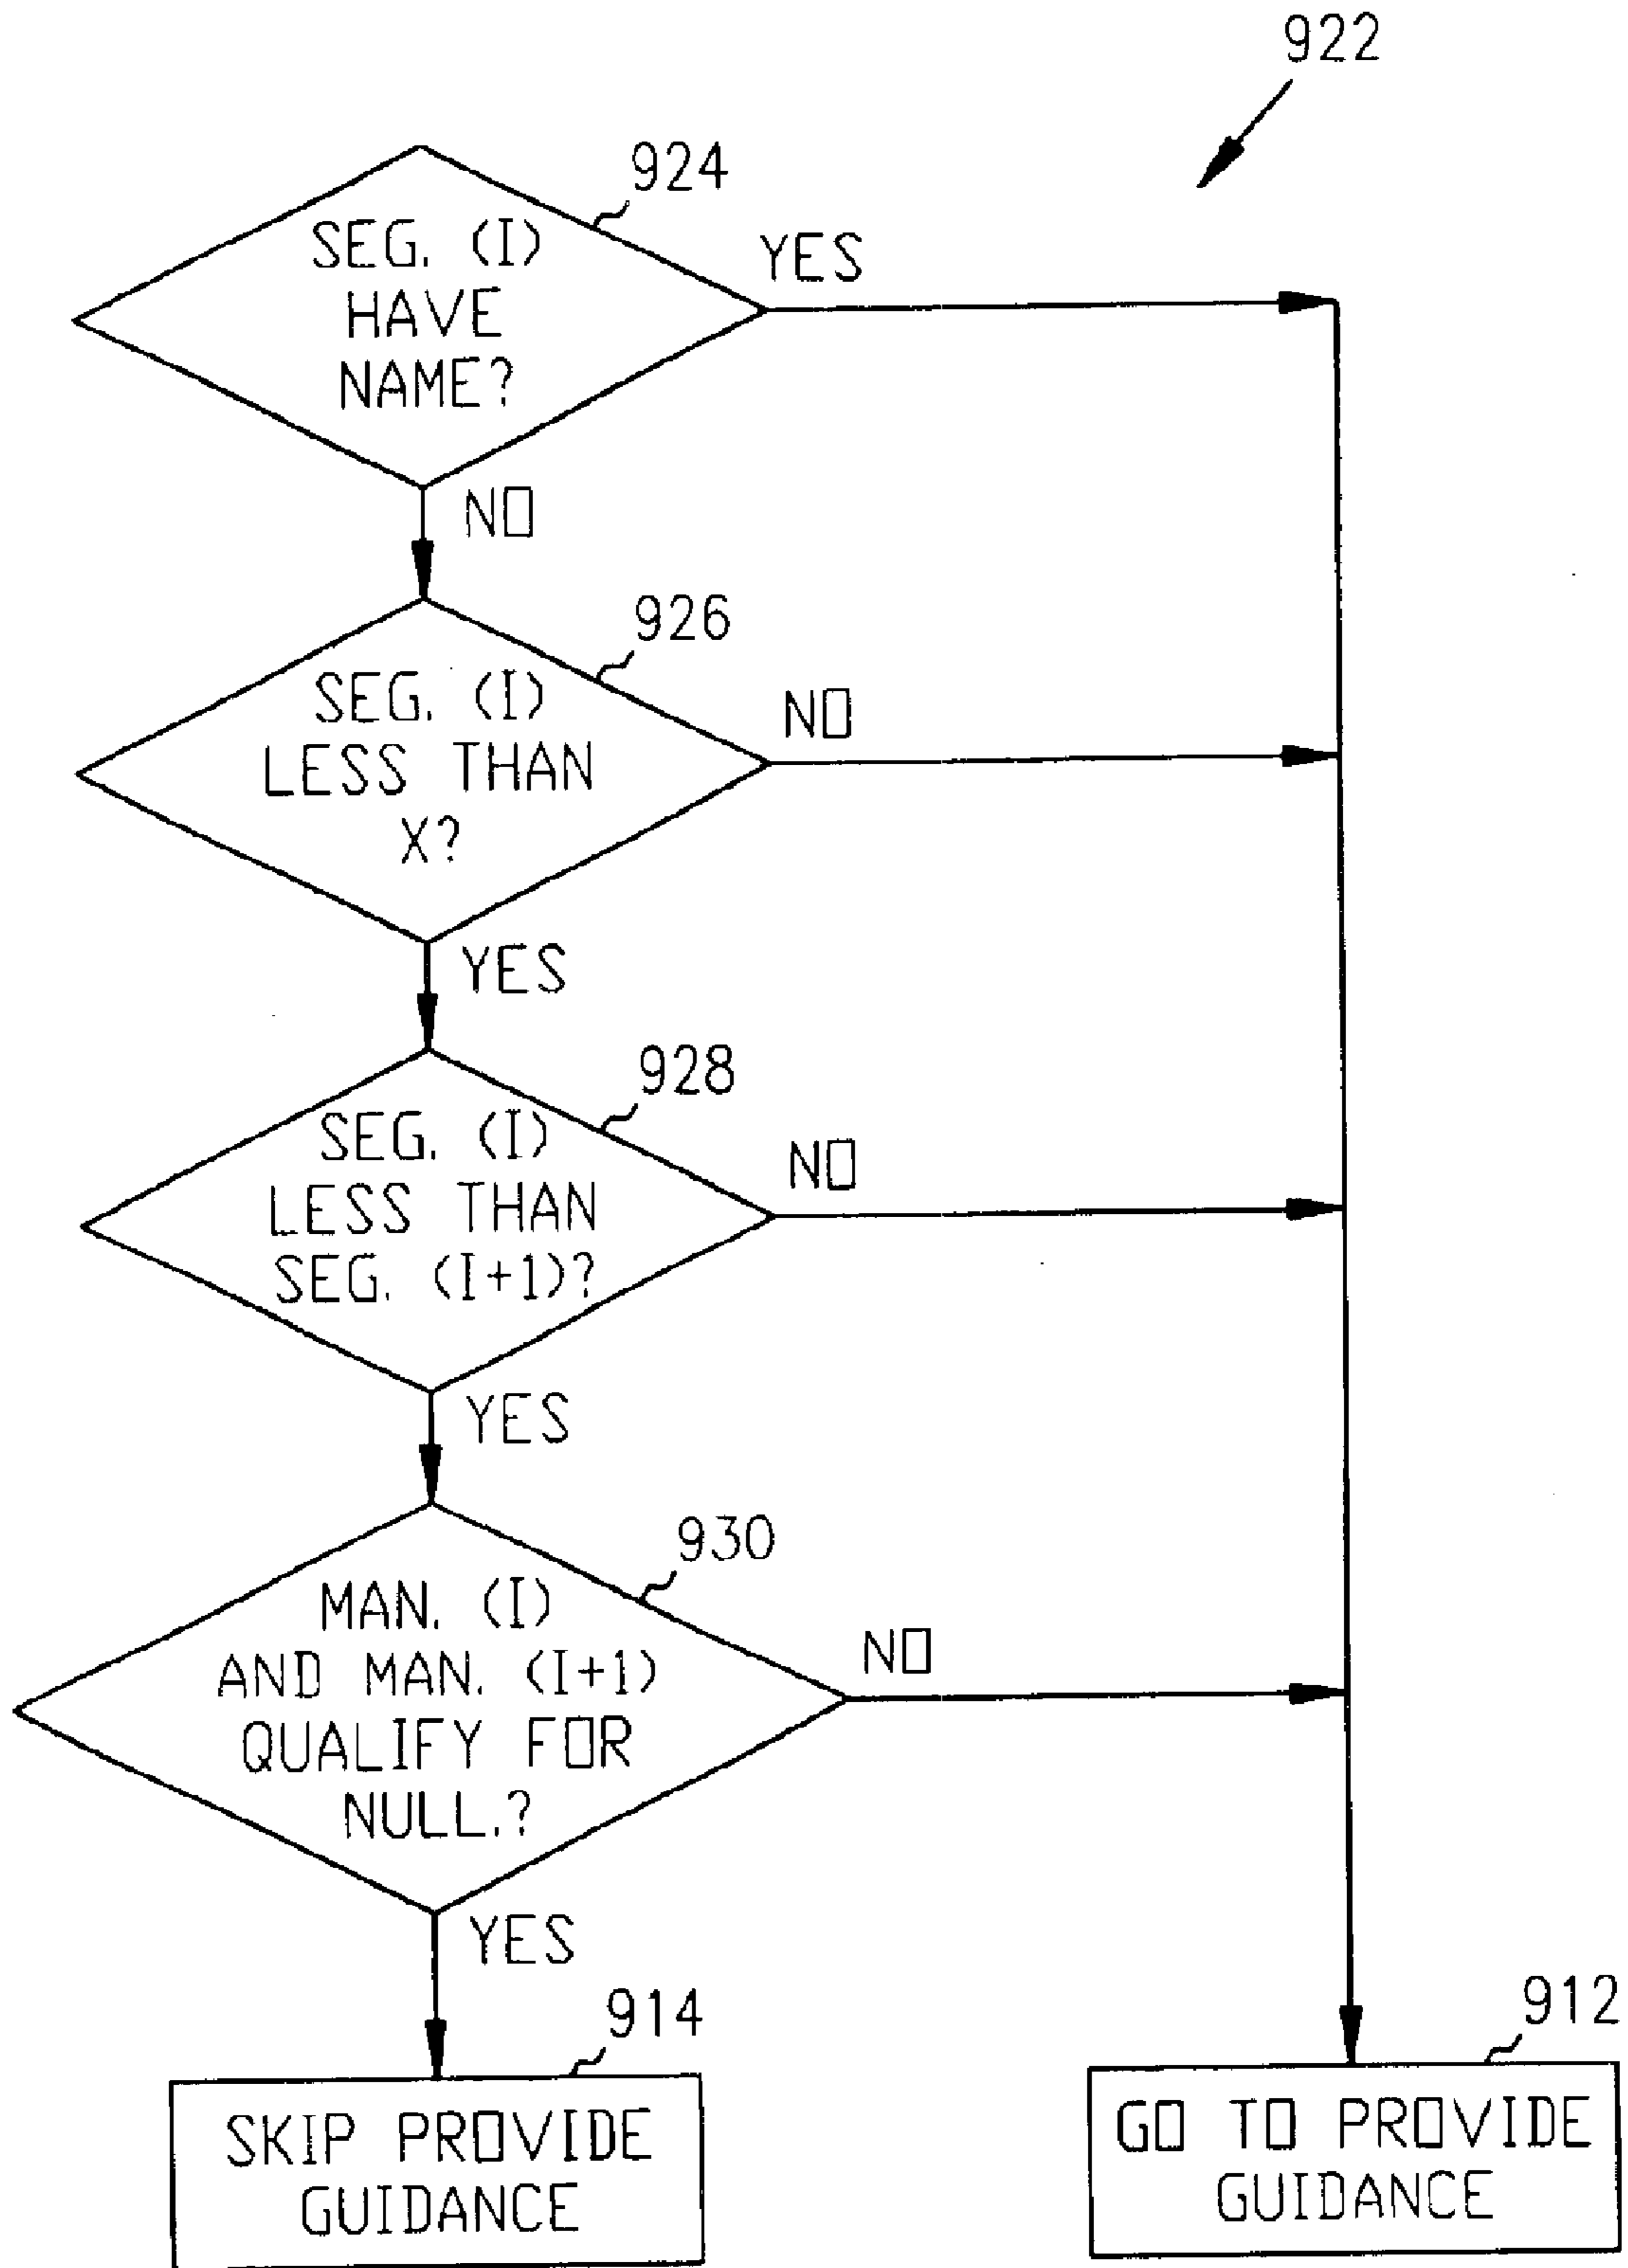 922
924
SEG. (I)
HAVE
NAME?
YES
NO
926
SEG. (I)
LESS THAN
X?
NO
YES
928
SEG. (I)
LESS THAN
SEG. (I+1)?
NO
YES
930
MAN. (I)
AND MAN. (I+1)
QUALIFY FOR
NULL.?
NO
YES
914
SKIP PROVIDE
GUIDANCE
912
GO TO PROVIDE
GUIDANCE